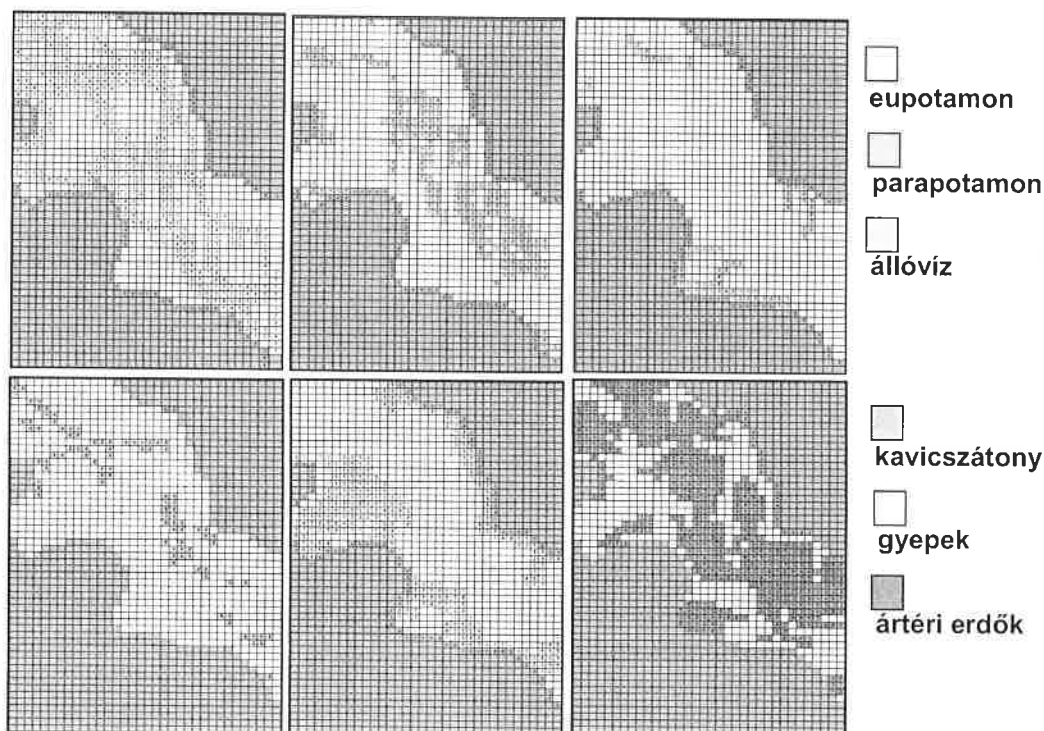 eupotamon
parapotamon
állóvíz
kavicszátony
gyepek
ártéri erdők